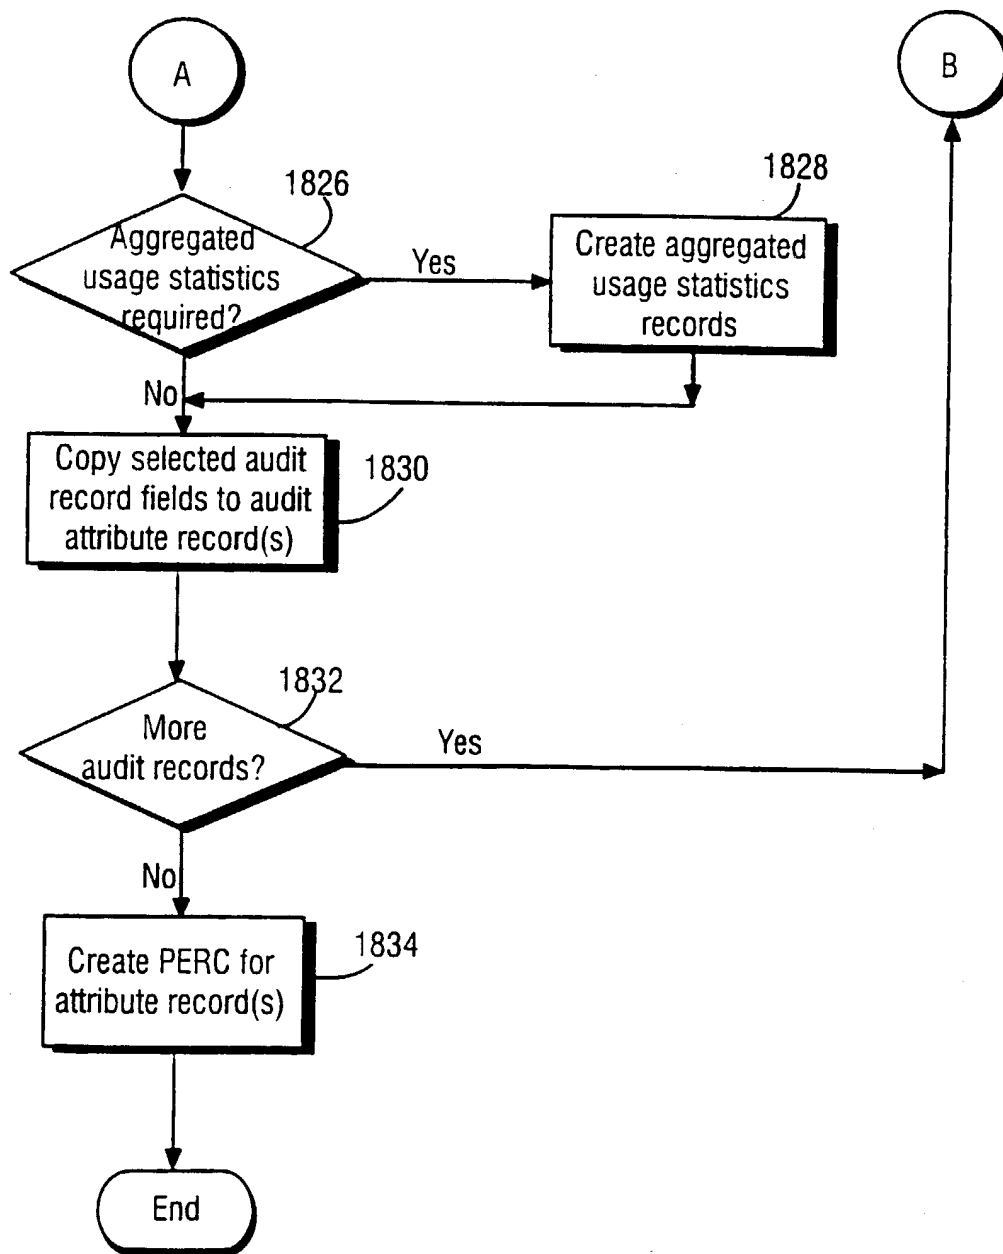 A
B
1826
1828
Aggregated
usage statistics
required?
Yes
Create aggregated
usage statistics
records
No
Copy selected audit
record fields to audit
attribute record(s)
1830
1832
More
audit records?
Yes
No
1834
Create PERC for
attribute record(s)
End